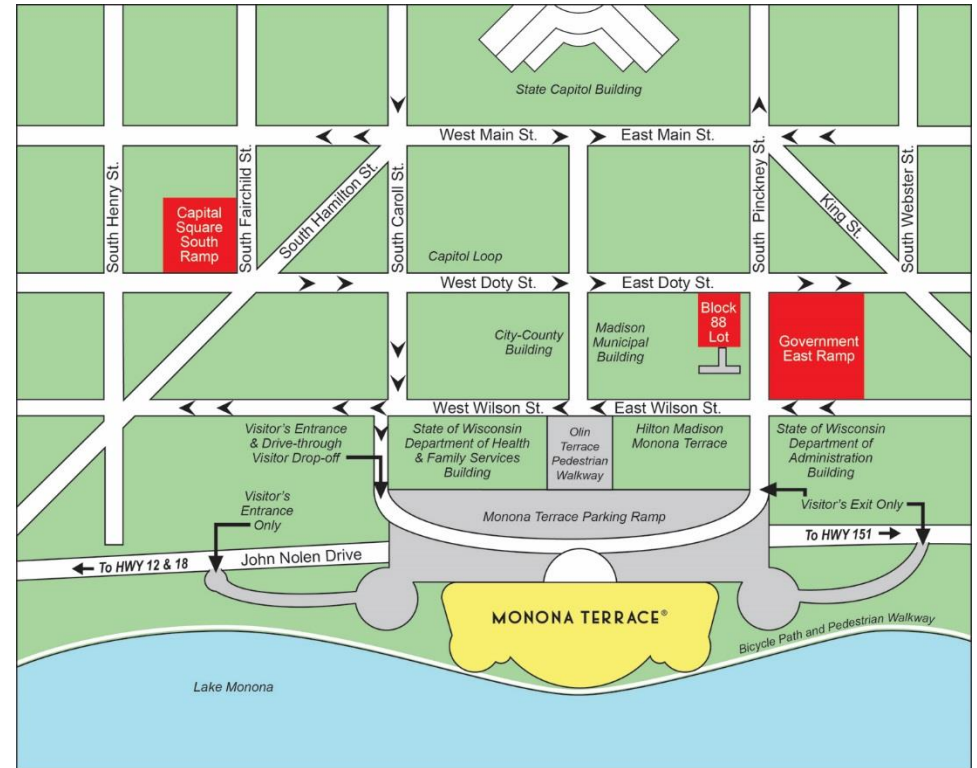 State Capitol Building
West Main St.
East Main St.
South Henry St.
South Fairchild St.
South Hamilton St.
South Caroll St.
South Pinckney St.
King St.
South Webster St.
Capital
Square
South
Ramp
Capitol Loop
West Doty St.
East Doty St.
City-County
Building
Madison
Municipal
Building
Block
88
Lot
Government
East Ramp
West Wilson St.
East Wilson St.
Visitor's Entrance
& Drive-through
Visitor Drop-off
State of Wisconsin
Department of Health
& Family Services
Building
Olin
Terrace
Pedestrian
Walkway
Hilton Madison
Monona Terrace
State of Wisconsin
Department of
Administration
Building
Visitor's
Entrance
Only
Monona Terrace Parking Ramp
Visitor's Exit Only
To HWY 151
To HWY 12 & 18
John Nolen Drive
MONONA TERRACE®
Bicycle Path and Pedestrian Walkway
Lake Monona